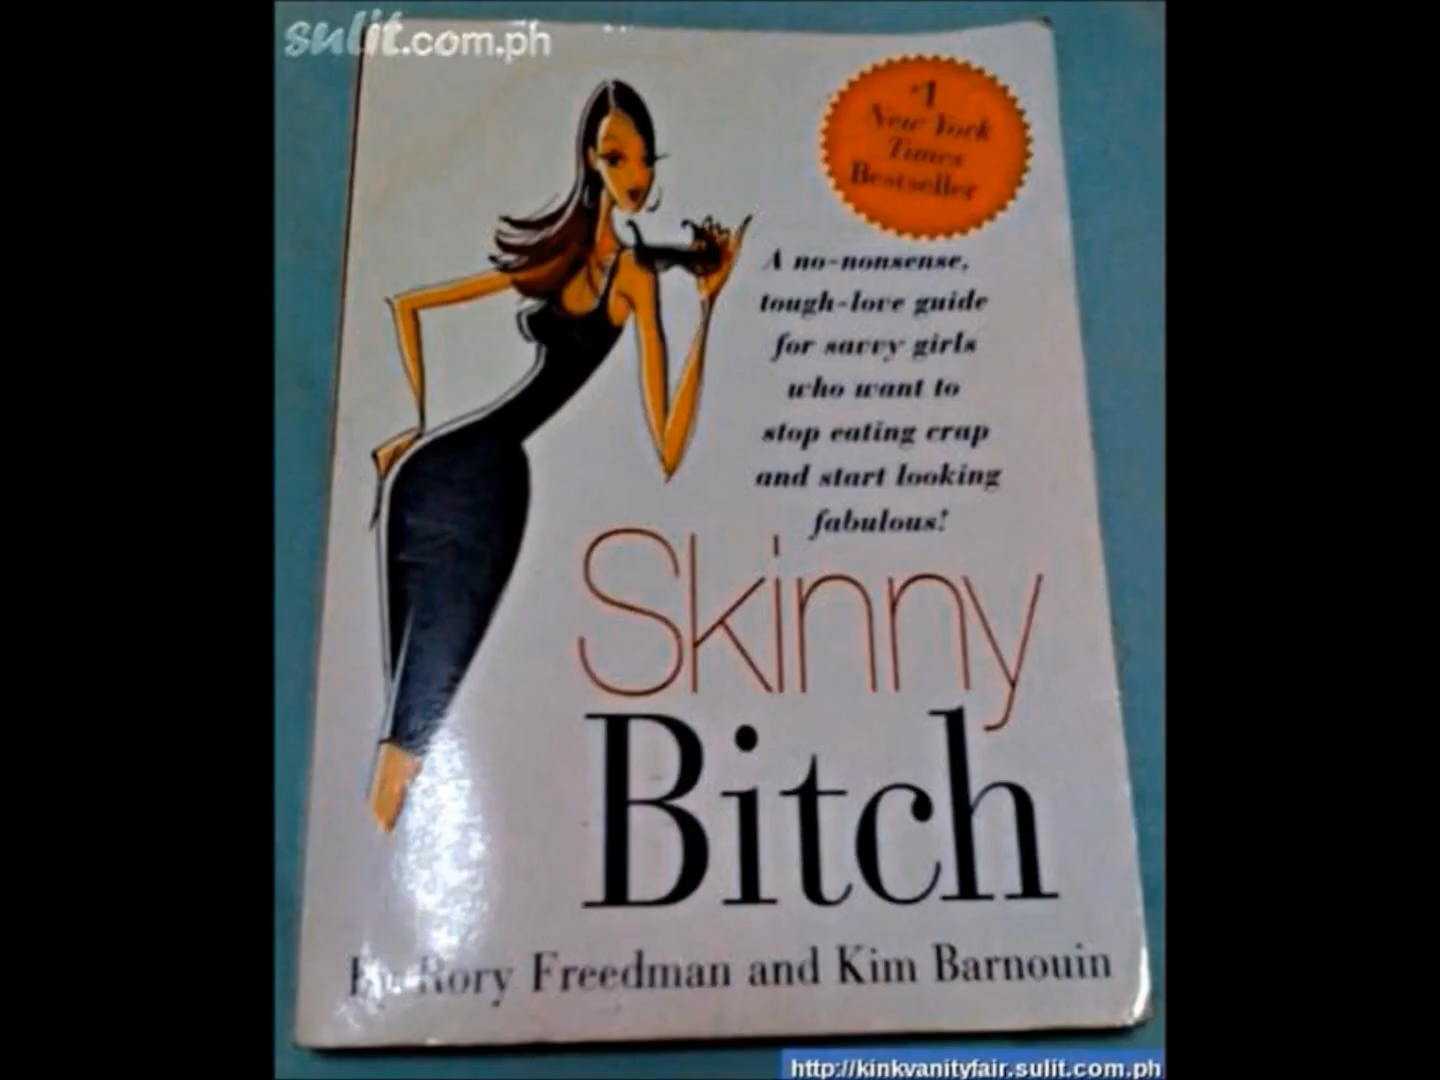 sulit.com.ph
#1
New York
Times
Bestseller
A no-nonsense,
tough-love guide
for savvy girls
who want to
stop eating crap
and start looking
fabulous!
Skinny
Bitch
By Rory Freedman and Kim Barnouin
http://kinkvanityfair.sulit.com.ph